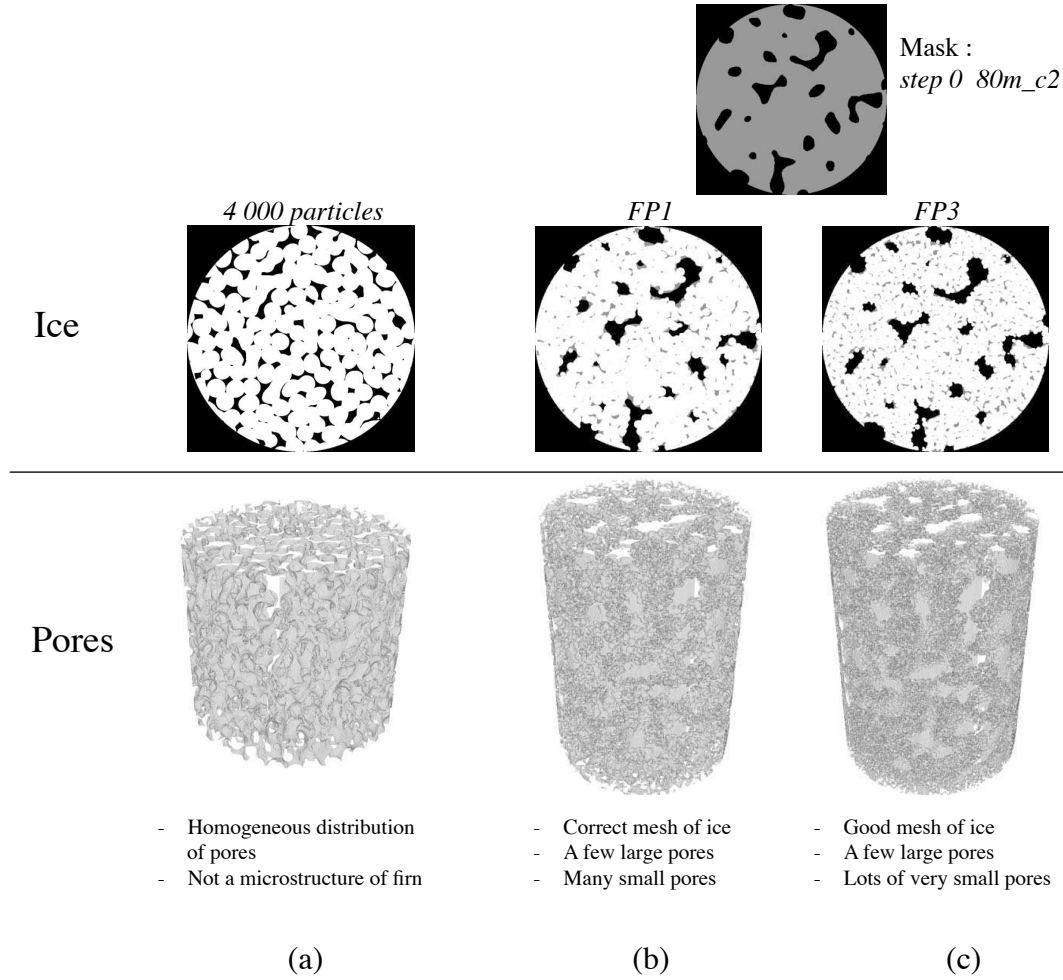 Mask :
step 0 80m_c2
4 000 particles
FP1
FP3
Ice
Pores
- Homogeneous distribution
of pores
- Not a microstructure of firn
- Correct mesh of ice
- A few large pores
- Many small pores
- Good mesh of ice
- A few large pores
- Lots of very small pores
(a)
(b)
(c)